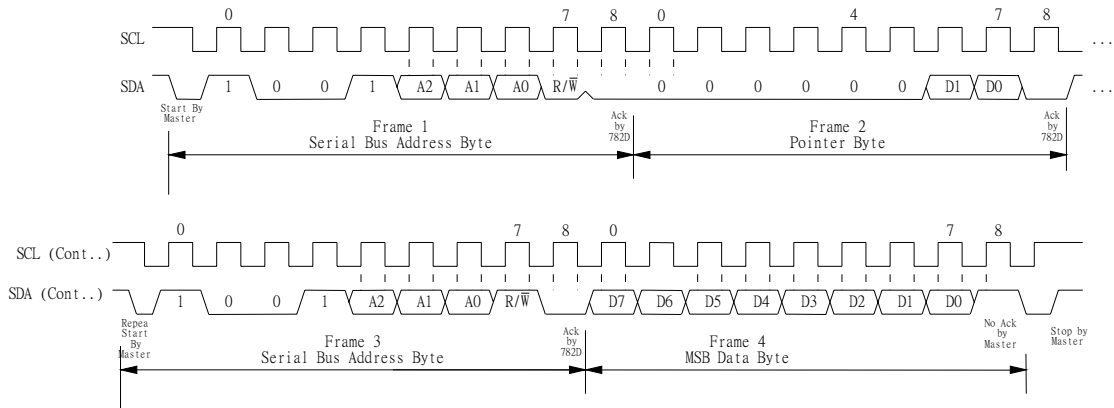 0 7 8 0 4 7 8
SCL ...
SDA 1 0 0 1 A2 A1 A0 R/W̅ 0 0 0 0 0 0 D1 D0 ...
Start By
Master
Ack
by
782D
Ack
by
782D
Frame 1
Serial Bus Address Byte
Frame 2
Pointer Byte
0 7 8 0 7 8
SCL (Cont..)
SDA (Cont..) 1 0 0 1 A2 A1 A0 R/W̅ D7 D6 D5 D4 D3 D2 D1 D0
Repea
Start
By
Master
Ack
by
782D
No Ack
by
Master
Stop by
Master
Frame 3
Serial Bus Address Byte
Frame 4
MSB Data Byte